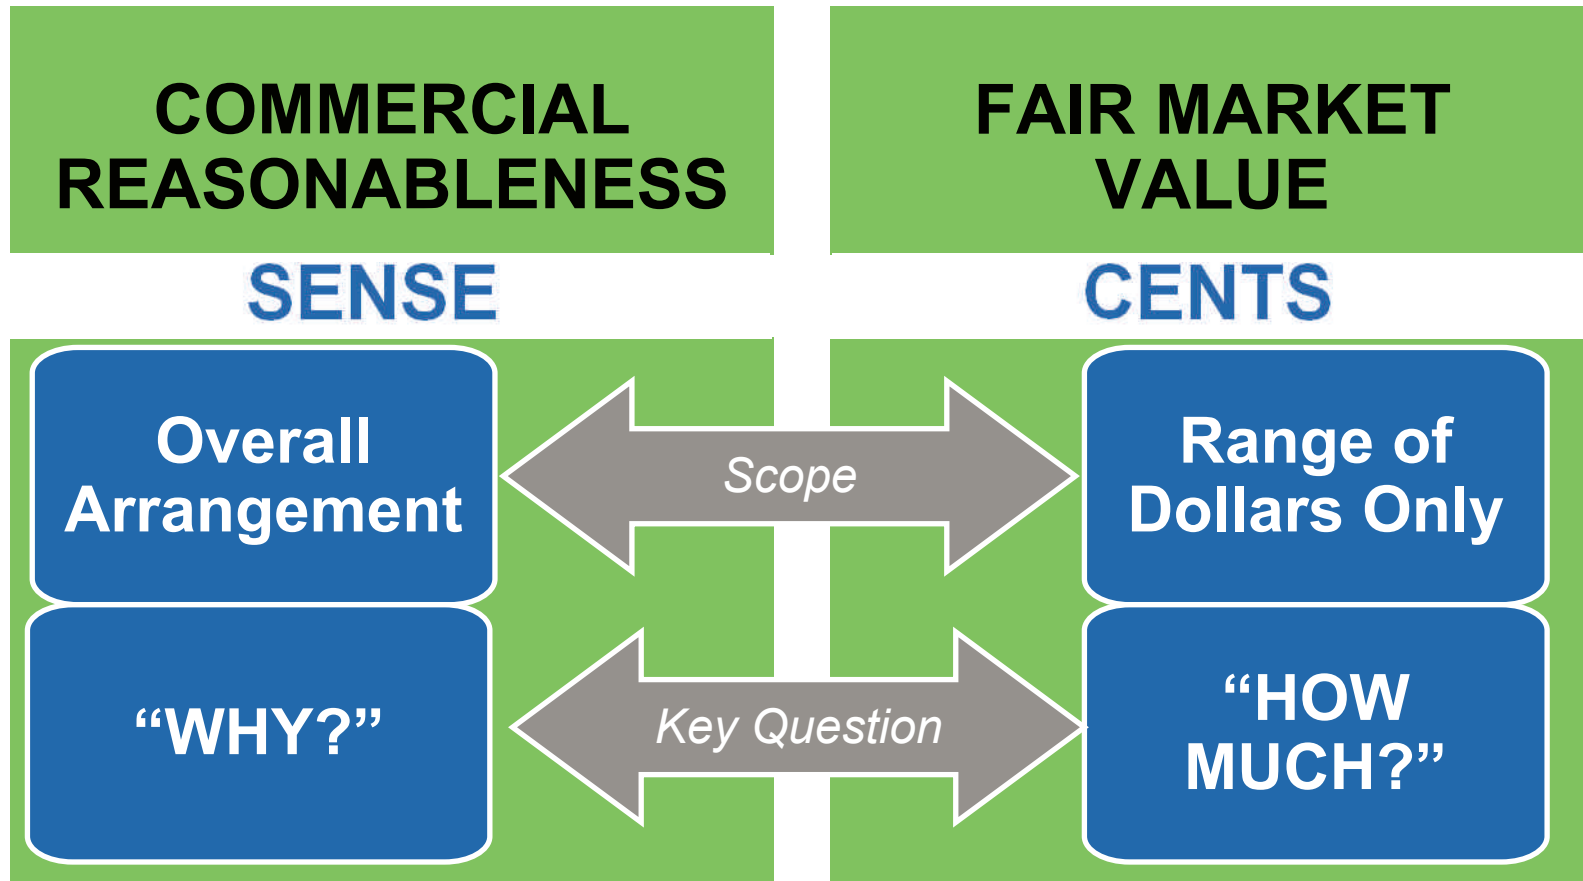 COMMERCIAL
REASONABLENESS
FAIR MARKET
VALUE
SENSE
CENTS
Overall
Arrangement
Scope
Range of
Dollars Only
“WHY?”
Key Question
“HOW
MUCH?”